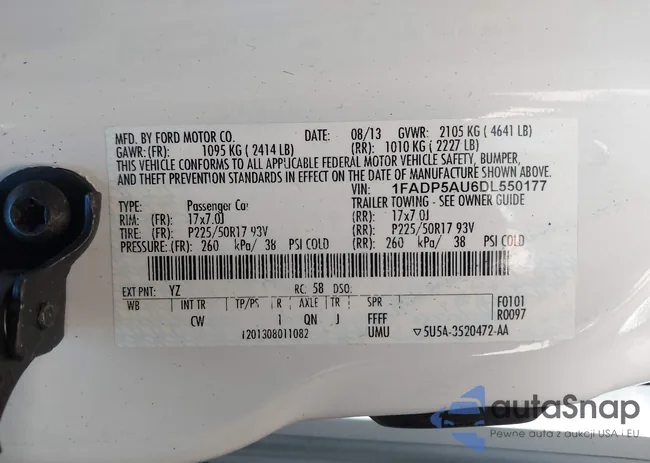 MFD. BY FORD MOTOR CO. DATE: 08/13 GVWR: 2105 KG ( 4641 LB)
GAWR:(FR): 1095 KG ( 2414 LB) (RR): 1010 KG ( 2227 LB)
THIS VEHICLE CONFORMS TO ALL APPLICABLE FEDERAL MOTOR VEHICLE SAFETY, BUMPER,
AND THEFT PREVENTION STANDARDS IN EFFECT ON THE DATE OF MANUFACTURE SHOWN ABOVE.
VIN: 1FADP5AU6DL550177
TYPE: Passenger Car TRAILER TOWING - SEE OWNER GUIDE
RIM: (FR): 17x7.0J (RR): 17x7.0J
TIRE: (FR): P225/50R17 93V (RR): P225/50R17 93V
PRESSURE:(FR): 260 kPa/ 38 PSI COLD (RR): 260 kPa/ 38 PSI COLD
EXT PNT: YZ RC: 58 DSO: F0101
WB INT TR TP/PS R AXLE TR SPR R0097
CW 1 QN J FFFF
1201308011082 UMU ▽5U5A-3520472-AA
autoSnap
Pewne auta z aukcji USA i EU